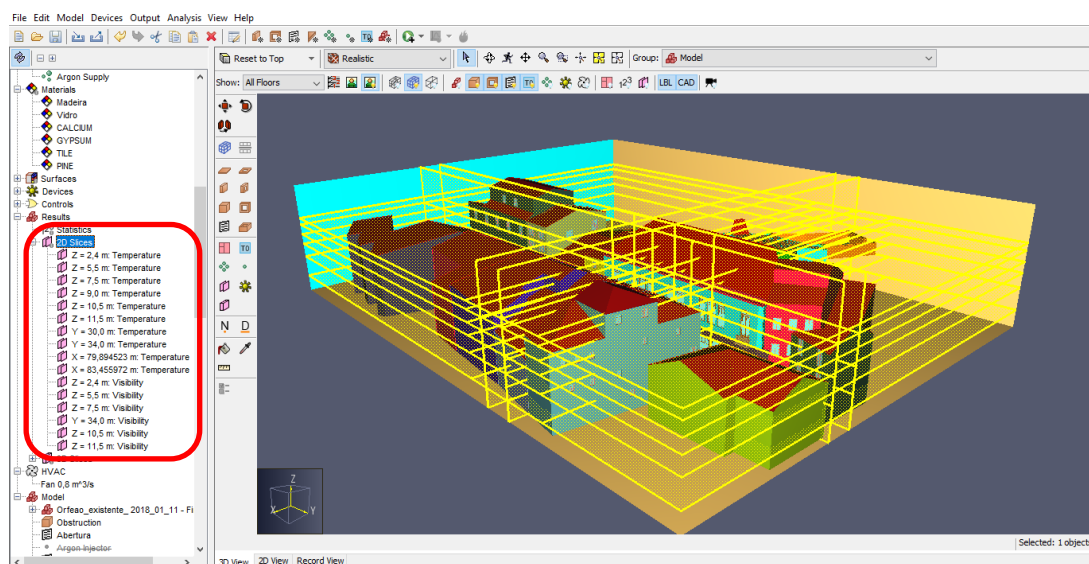 File Edit Model Devices Output Analysis View Help
Reset to Top
Realistic
Group: Model
Show: All Floors
LBL CAD
Argon Supply
Materials
Madeira
Vidro
CALCIUM
GYPSUM
TILE
PINE
Surfaces
Devices
Controls
Results
Statistics
2D Slices
Z = 2,4 m: Temperature
Z = 5,5 m: Temperature
Z = 7,5 m: Temperature
Z = 9,0 m: Temperature
Z = 10,5 m: Temperature
Z = 11,5 m: Temperature
Y = 30,0 m: Temperature
Y = 34,0 m: Temperature
X = 79,894523 m: Temperature
X = 83,455972 m: Temperature
Z = 2,4 m: Visibility
Z = 5,5 m: Visibility
Z = 7,5 m: Visibility
Y = 34,0 m: Visibility
Z = 10,5 m: Visibility
Z = 11,5 m: Visibility
HVAC
Fan 0,8 m^3/s
Model
Orfeao_existente_ 2018_01_11 - Fi
Obstruction
Abertura
Argon Injector
N D
Z
X
Y
Selected: 1 objects
3D View 2D View Record View